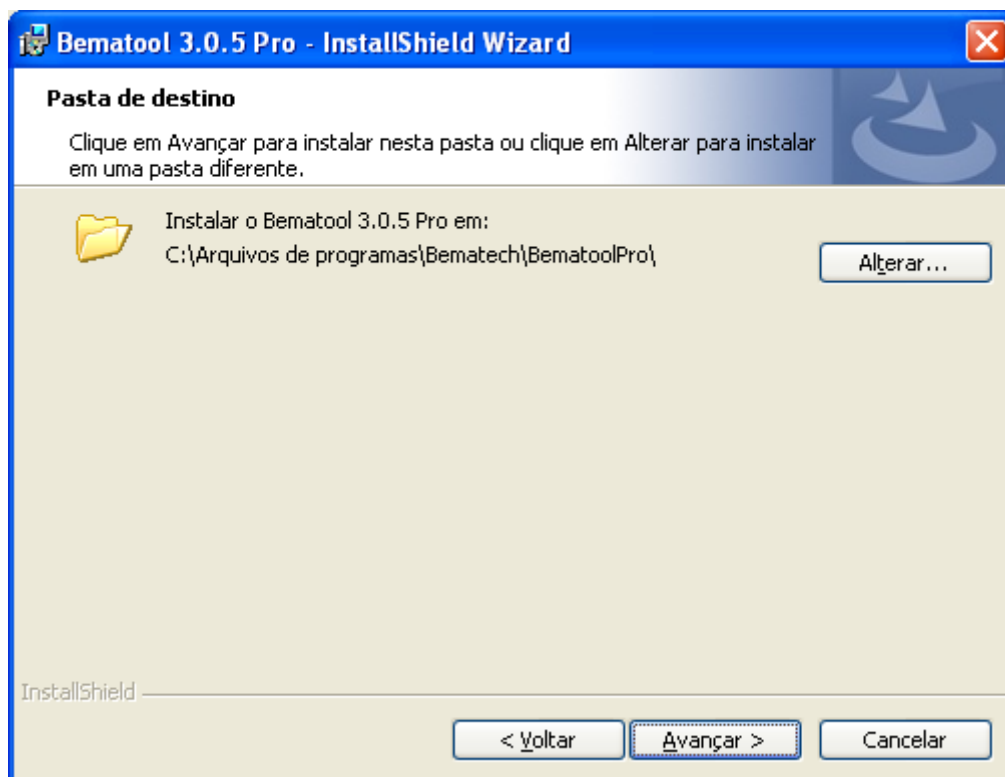 Bematool 3.0.5 Pro - InstallShield Wizard
Pasta de destino
Clique em Avançar para instalar nesta pasta ou clique em Alterar para instalar
em uma pasta diferente.
Instalar o Bematool 3.0.5 Pro em:
C:\Arquivos de programas\Bematech\BematoolPro\
Alterar...
InstallShield
< Voltar
Avançar >
Cancelar